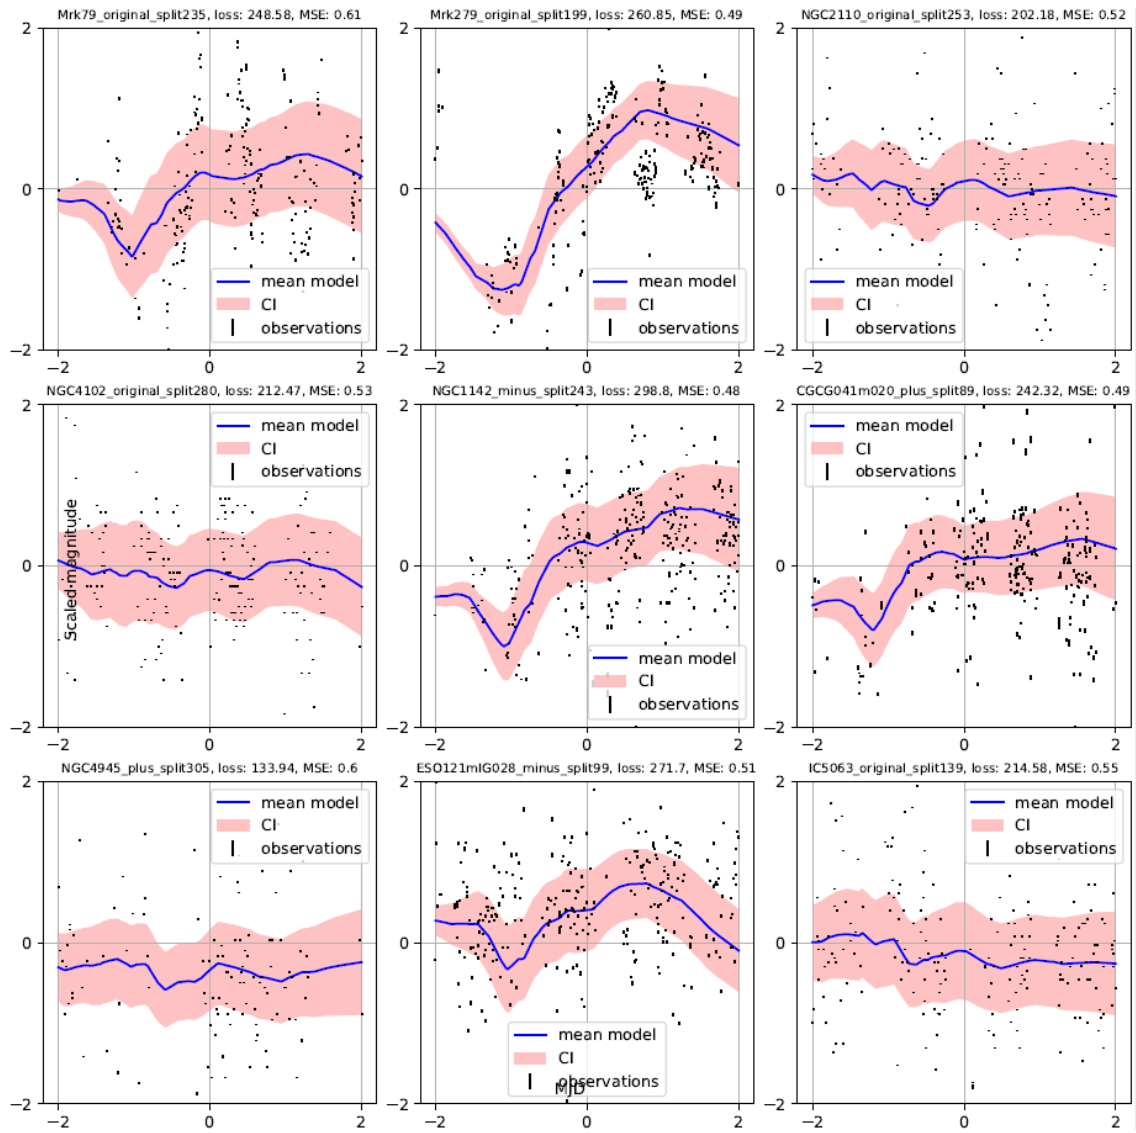 Mrk79_original_split235, loss: 248.58, MSE: 0.61
2
0
−2
−2 0 2
mean model
CI
observations
Mrk279_original_split199, loss: 260.85, MSE: 0.49
2
0
−2
−2 0 2
mean model
CI
observations
NGC2110_original_split253, loss: 202.18, MSE: 0.52
2
0
−2
−2 0 2
mean model
CI
observations
NGC4102_original_split280, loss: 212.47, MSE: 0.53
2
0
−2
−2 0 2
mean model
CI
observations
Scaled magnitude
NGC1142_minus_split243, loss: 298.8, MSE: 0.48
2
0
−2
−2 0 2
mean model
CI
observations
CGCG041m020_plus_split89, loss: 242.32, MSE: 0.49
2
0
−2
−2 0 2
mean model
CI
observations
NGC4945_plus_split305, loss: 133.94, MSE: 0.6
2
0
−2
−2 0 2
mean model
CI
observations
ESO121mIG028_minus_split99, loss: 271.7, MSE: 0.51
2
0
−2
−2 0 2
mean model
CI
observations
MJD
IC5063_original_split139, loss: 214.58, MSE: 0.55
2
0
−2
−2 0 2
mean model
CI
observations